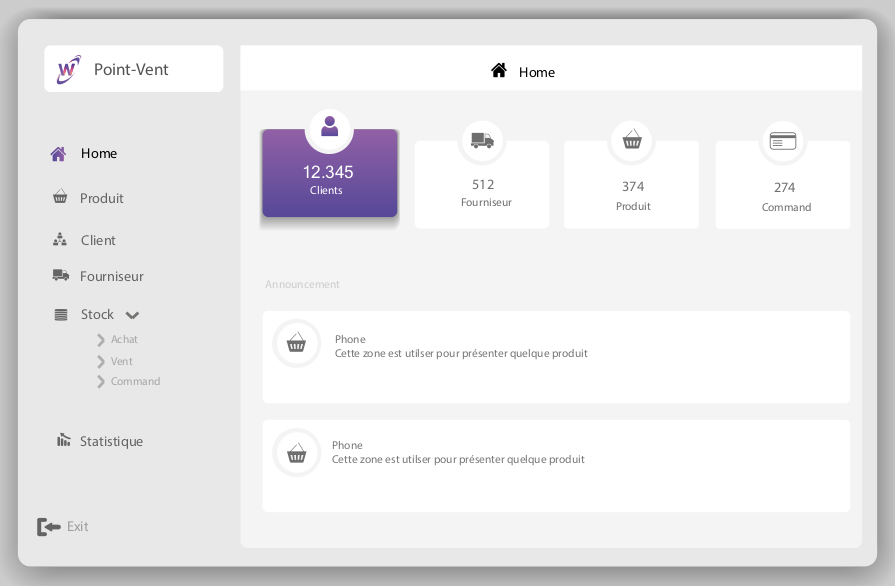 W Point-Vent
Home
Home
Produit
Client
Fourniseur
Stock
Achat
Vent
Command
Statistique
Exit
12.345
Clients
512
Fourniseur
374
Produit
274
Command
Announcement
Phone
Cette zone est utilser pour présenter quelque produit
Phone
Cette zone est utilser pour présenter quelque produit